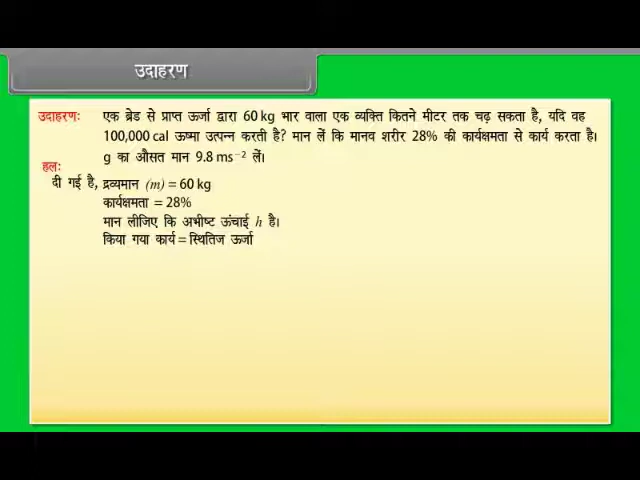 उदाहरण
उदाहरणः एक ब्रेड से प्राप्त ऊर्जा द्वारा 60 kg भार वाला एक व्यक्ति कितने मीटर तक चढ़ सकता है, यदि वह
100,000 cal ऊष्मा उत्पन्न करती है? मान लें कि मानव शरीर 28% की कार्यक्षमता से कार्य करता है।
g का औसत मान 9.8 ms⁻² लें।
हलः
दी गई है, द्रव्यमान (m) = 60 kg
कार्यक्षमता = 28%
मान लीजिए कि अभीष्ट ऊंचाई h है।
किया गया कार्य = स्थितिज ऊर्जा